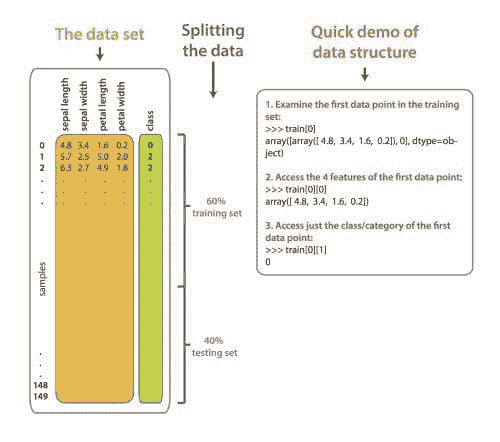 The data set
Splitting
the data
Quick demo of
data structure
sepal length
sepal width
petal length
petal width
class
0 4.8 3.4 1.6 0.2 0
1 5.7 2.5 5.0 2.0 2
2 6.3 2.7 4.9 1.8 2
. . . . . .
. . . . . .
. . . . . .
samples
.
.
.
148
149
60%
training set
40%
testing set
1. Examine the first data point in the training
set:
>>> train[0]
array([array([ 4.8, 3.4, 1.6, 0.2]), 0], dtype=ob-
ject)
2. Access the 4 features of the first data point:
>>> train[0][0]
array([ 4.8, 3.4, 1.6, 0.2])
3. Access just the class/category of the first
data point:
>>> train[0][1]
0